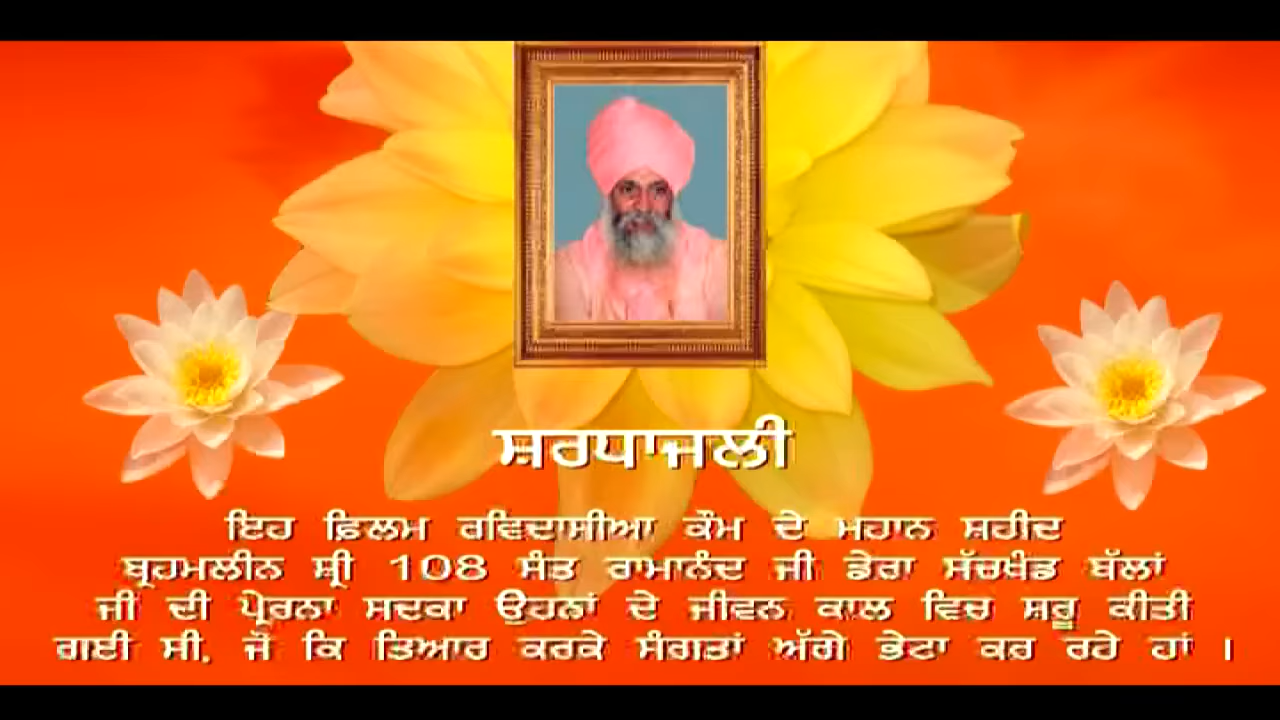 ਸ਼ਰਧਾਜਲੀ
ਇਹ ਫ਼ਿਲਮ ਰਵਿਦਾਸੀਆ ਕੌਮ ਦੇ ਮਹਾਨ ਸ਼ਹੀਦ
ਬ੍ਰਹਮਲੀਨ ਸ਼੍ਰੀ 108 ਸੰਤ ਰਾਮਾਨੰਦ ਜੀ ਡੇਰਾ ਸੱਚਖੰਡ ਬੱਲਾਂ
ਜੀ ਦੀ ਪ੍ਰੇਰਨਾ ਸਦਕਾ ਉਹਨਾਂ ਦੇ ਜੀਵਨ ਕਾਲ ਵਿਚ ਸ਼ਰੂ ਕੀਤੀ
ਗਈ ਸੀ, ਜੋ ਕਿ ਤਿਆਰ ਕਰਕੇ ਸੰਗਤਾਂ ਅੱਗੇ ਭੇਟਾ ਕਰ ਰਹੇ ਹਾਂ ।